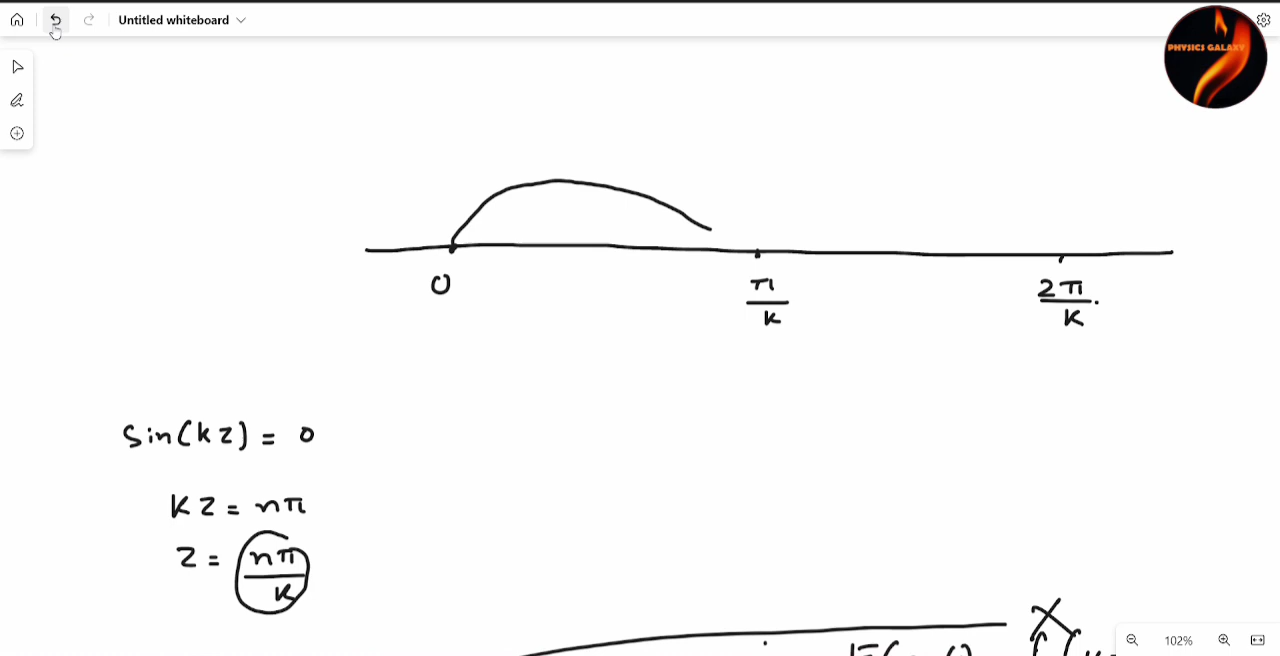 Untitled whiteboard
PHYSICS GALAXY
0
π/k
2π/k.
Sin(kz) = 0
kz = nπ
z = nπ/k
102%